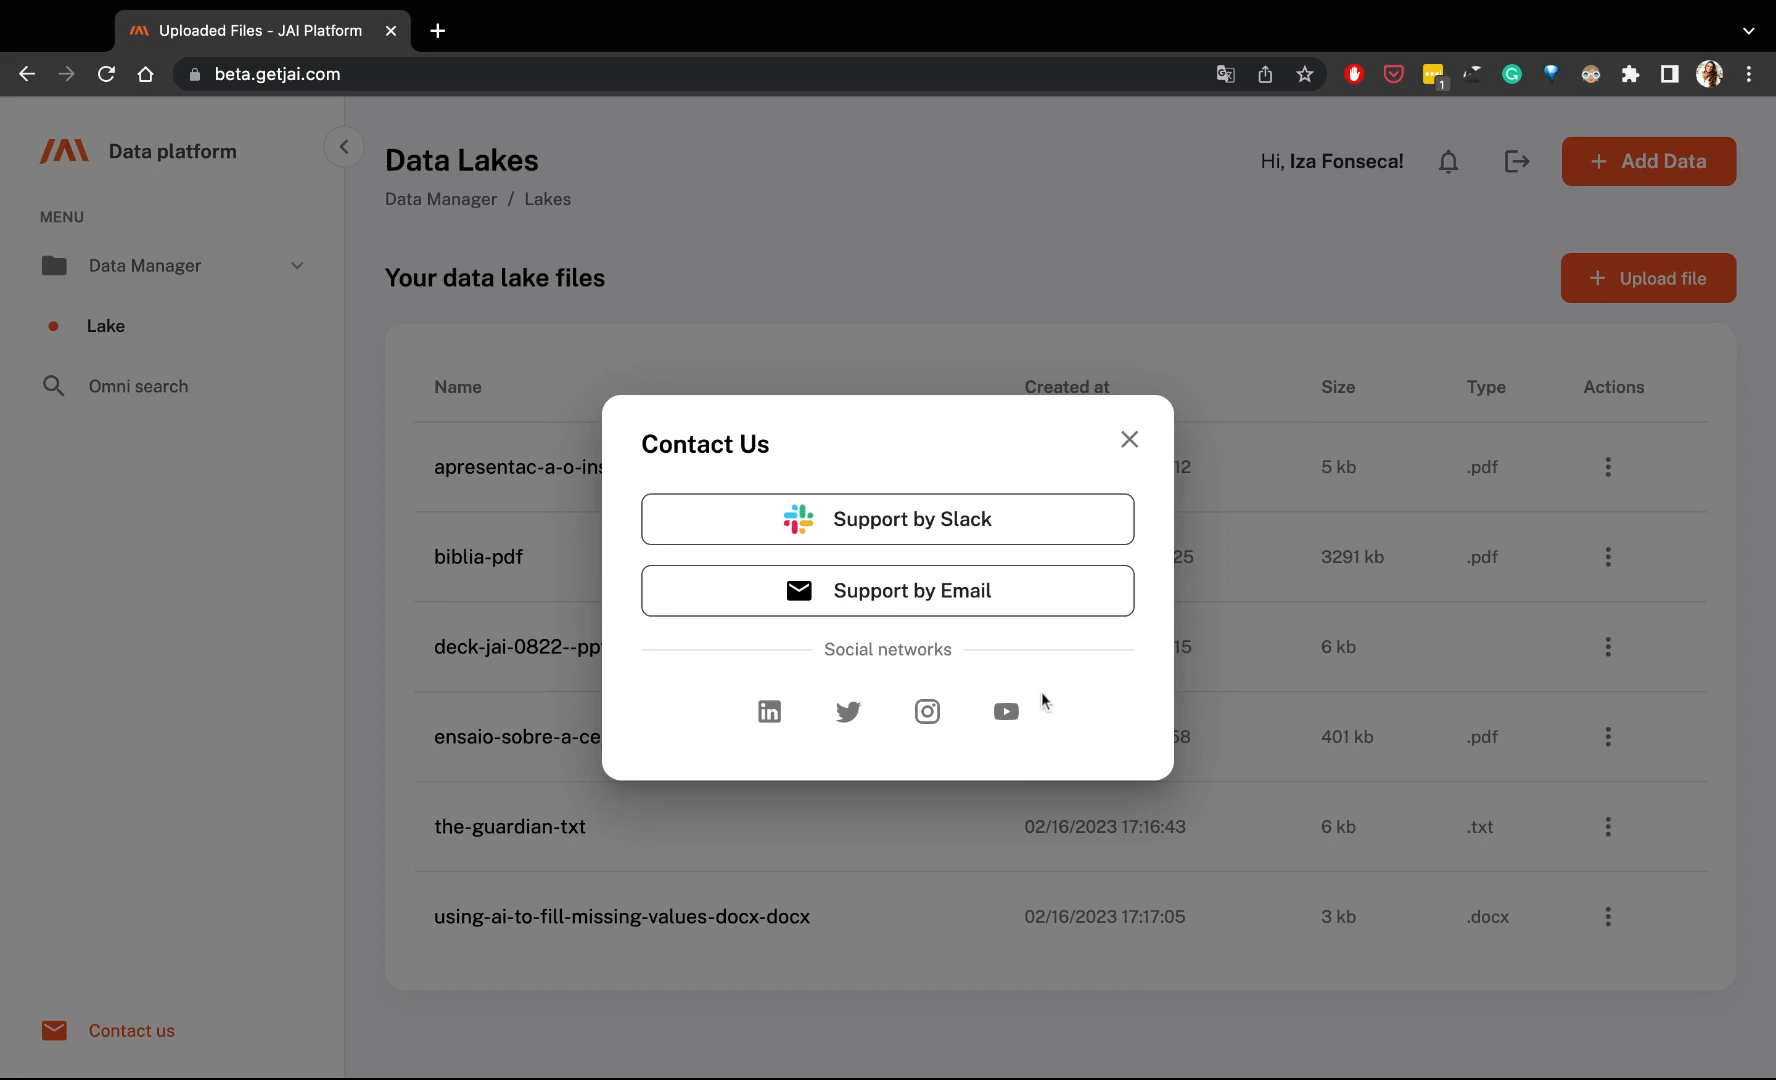 Uploaded Files - JAI Platform
beta.getjai.com
1
Data platform
MENU
Data Manager
Lake
Omni search
Contact us
Data Lakes
Data Manager / Lakes
Hi, Iza Fonseca!
+ Add Data
Your data lake files
+ Upload file
Name Created at Size Type Actions
apresentac-a-o-ins 12 5 kb .pdf
biblia-pdf 25 3291 kb .pdf
deck-jai-0822--pp 15 6 kb
ensaio-sobre-a-ce 58 401 kb .pdf
the-guardian-txt 02/16/2023 17:16:43 6 kb .txt
using-ai-to-fill-missing-values-docx-docx 02/16/2023 17:17:05 3 kb .docx
Contact Us
Support by Slack
Support by Email
Social networks